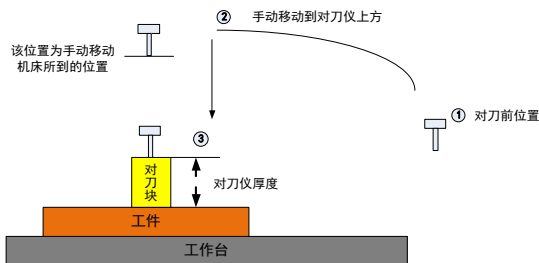 ② 手动移动到对刀仪上方
该位置为手动移动
机床所到的位置
① 对刀前位置
③
对刀块
对刀仪厚度
工件
工作台